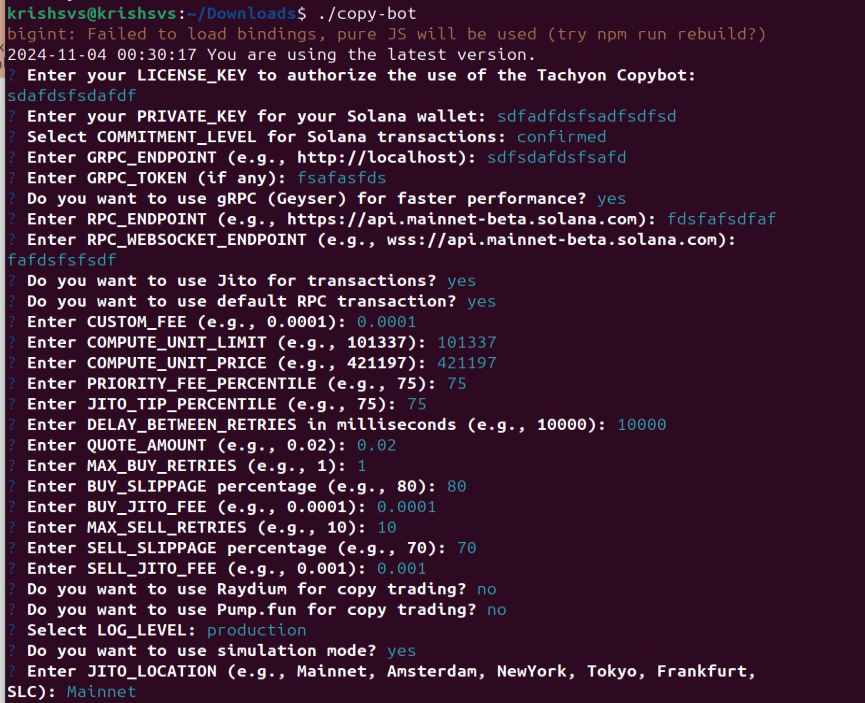 krishsvs@krishsvs:~/Downloads$ ./copy-bot
bigint: Failed to load bindings, pure JS will be used (try npm run rebuild?)
2024-11-04 00:30:17 You are using the latest version.
? Enter your LICENSE_KEY to authorize the use of the Tachyon Copybot:
sdafdsfsdafdf
? Enter your PRIVATE_KEY for your Solana wallet: sdfadfdsfsadfsdfsd
? Select COMMITMENT_LEVEL for Solana transactions: confirmed
? Enter GRPC_ENDPOINT (e.g., http://localhost): sdfsdafdsfsafd
? Enter GRPC_TOKEN (if any): fsafasfds
? Do you want to use gRPC (Geyser) for faster performance? yes
? Enter RPC_ENDPOINT (e.g., https://api.mainnet-beta.solana.com): fdsfafsdfaf
? Enter RPC_WEBSOCKET_ENDPOINT (e.g., wss://api.mainnet-beta.solana.com):
fafdsfsfsdf
? Do you want to use Jito for transactions? yes
? Do you want to use default RPC transaction? yes
? Enter CUSTOM_FEE (e.g., 0.0001): 0.0001
? Enter COMPUTE_UNIT_LIMIT (e.g., 101337): 101337
? Enter COMPUTE_UNIT_PRICE (e.g., 421197): 421197
? Enter PRIORITY_FEE_PERCENTILE (e.g., 75): 75
? Enter JITO_TIP_PERCENTILE (e.g., 75): 75
? Enter DELAY_BETWEEN_RETRIES in milliseconds (e.g., 10000): 10000
? Enter QUOTE_AMOUNT (e.g., 0.02): 0.02
? Enter MAX_BUY_RETRIES (e.g., 1): 1
? Enter BUY_SLIPPAGE percentage (e.g., 80): 80
? Enter BUY_JITO_FEE (e.g., 0.0001): 0.0001
? Enter MAX_SELL_RETRIES (e.g., 10): 10
? Enter SELL_SLIPPAGE percentage (e.g., 70): 70
? Enter SELL_JITO_FEE (e.g., 0.001): 0.001
? Do you want to use Raydium for copy trading? no
? Do you want to use Pump.fun for copy trading? no
? Select LOG_LEVEL: production
? Do you want to use simulation mode? yes
? Enter JITO_LOCATION (e.g., Mainnet, Amsterdam, NewYork, Tokyo, Frankfurt,
SLC): Mainnet